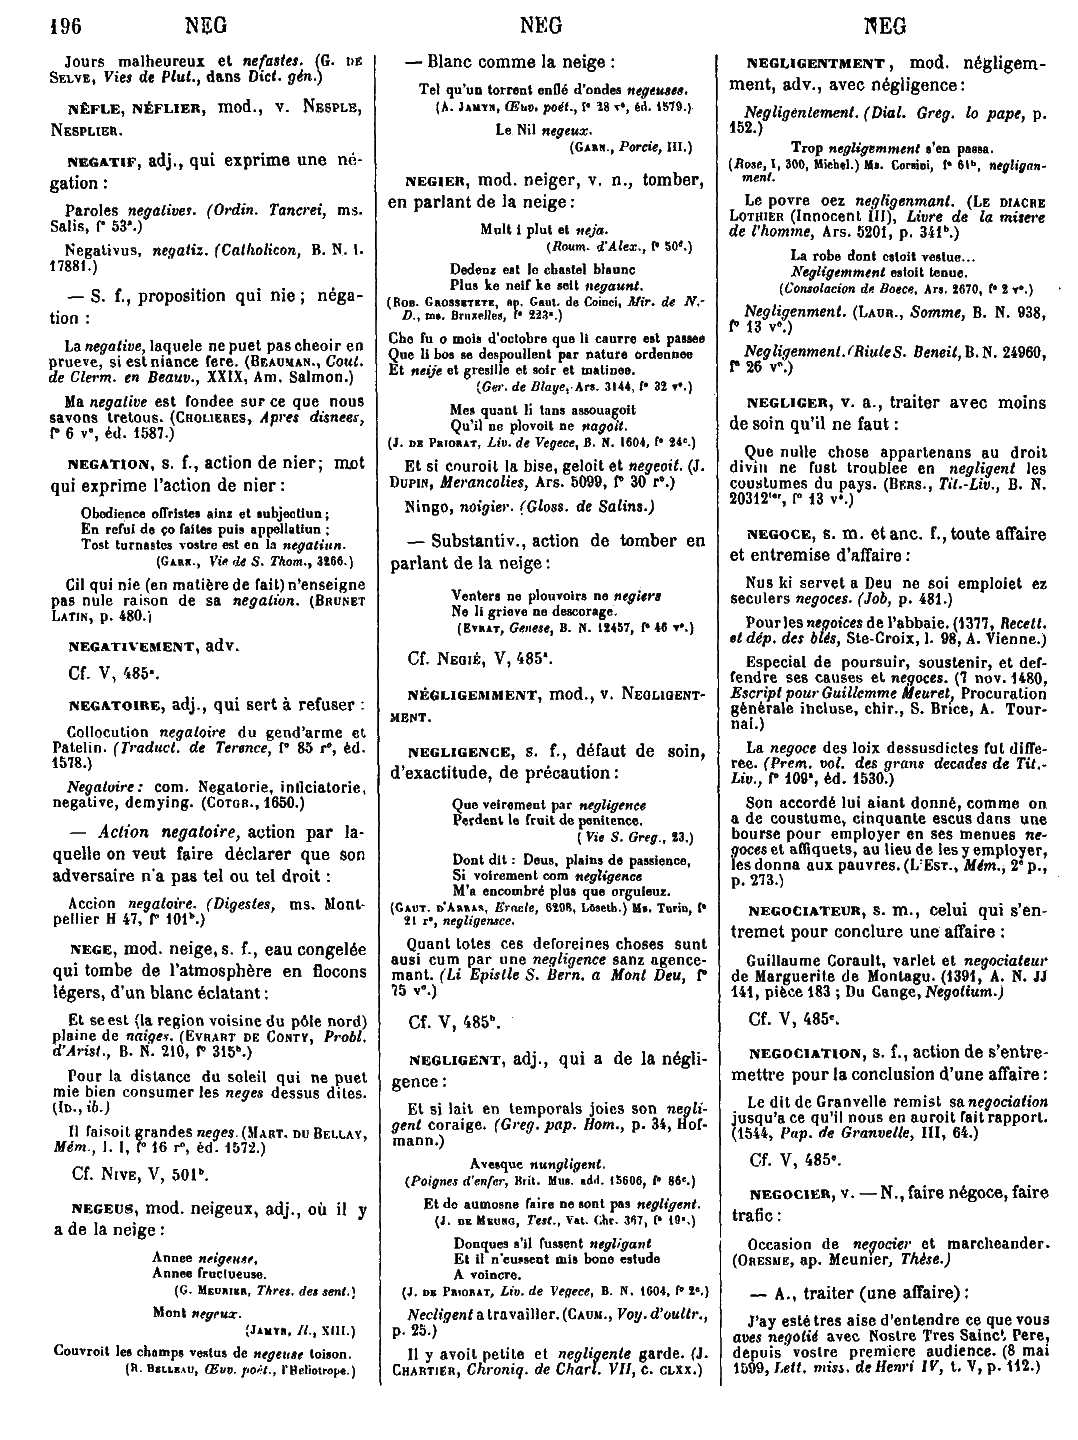 196 NEG NEG NEG
Jours malheureux et nefastes. (G. DE
SELVE, Vies de Plut., dans Dict. gén.)
NÈFLE, NÉFLIER, mod., v. NESPLE,
NESPLIER.
NEGATIF, adj., qui exprime une né-
gation :
Paroles negatives. (Ordin. Tancrei, ms.
Salis, f° 53ª.)
Negativus, negatiz. (Catholicon, B. N. l.
17881.)
— S. f., proposition qui nie ; néga-
tion :
La negative, laquele ne puet pas cheoir en
prueve, si est niance fere. (BEAUMAN., Cout.
de Clerm. en Beauv., XXIX, Am. Salmon.)
Ma negative est fondee sur ce que nous
savons tretous. (CHOLIERES, Apres disnees,
f° 6 v°, éd. 1587.)
NEGATION, s. f., action de nier ; mot
qui exprime l'action de nier :
Obedience offristes ainz et subjectiun ;
En refui de ço faites puis appellatiun ;
Tost turnastes vostre est en la negatiun.
(GARN., Vie de S. Thom., 3266.)
Cil qui nie (en matière de fait) n'enseigne
pas nule raison de sa negation. (BRUNET
LATIN, p. 480.)
NEGATIVEMENT, adv.
Cf. V, 485ª.
NEGATOIRE, adj., qui sert à refuser :
Collocution negatoire du gend'arme et
Patelin. (Traduct. de Terence, f° 85 r°, éd.
1578.)
Negatoire : com. Negatorie, inficiatorie,
negative, demying. (COTGR., 1650.)
— Action negatoire, action par la-
quelle on veut faire déclarer que son
adversaire n'a pas tel ou tel droit :
Accion negatoire. (Digestes, ms. Mont-
pellier H 47, f° 101ᵇ.)
NEGE, mod. neige, s. f., eau congelée
qui tombe de l'atmosphère en flocons
légers, d'un blanc éclatant :
Et se est (la region voisine du pôle nord)
plaine de naiges. (EVRART DE CONTY, Probl.
d'Arist., B. N. 210, f° 315ᵇ.)
Pour la distance du soleil qui ne puet
mie bien consumer les neges dessus dites.
(ID., ib.)
Il faisoit grandes neges. (MART. DU BELLAY,
Mém., l. I, f° 16 r°, éd. 1572.)
Cf. NIVE, V, 501ᵇ.
NEGEUS, mod. neigeux, adj., où il y
a de la neige :
Annee neigeuse,
Annee fructueuse.
(G. MEURIER, Thres. des sent.)
Mont negeux.
(JAMYN, Il., XIII.)
Couvroit les champs vestus de negeuse toison.
(R. BELLEAU, Œuv. poét., l'Heliotrope.)
— Blanc comme la neige :
Tel qu'un torrent enflé d'ondes negeuses.
(A. JAMYN, Œuv. poét., f° 28 v°, éd. 1579.)
Le Nil negeux.
(GARN., Porcie, III.)
NEGIER, mod. neiger, v. n., tomber,
en parlant de la neige :
Mult i plut et neja.
(Roum. d'Alex., f° 50ᵈ.)
Dedenz est le chastel blaunc
Plus ke neif ke seit negaunt.
(ROB. GROSSETETE, ap. Gaut. de Coinci, Mir. de N.-
D., ms. Bruxelles, f° 223ª.)
Che fu o mois d'octobre que li caurre est passee
Que li bos se despoullent par nature ordennee
Et neije et gresille et soir et matinee.
(Ger. de Blaye, Ars. 3144, f° 32 v°.)
Mes quant li tans assouagoit
Qu'il ne plovoit ne nagoit.
(J. DE PRIORAT, Liv. de Vegece, B. N. 1604, f° 24ᶜ.)
Et si couroit la bise, geloit et negeoit. (J.
DUPIN, Merancolies, Ars. 5099, f° 30 r°.)
Ningo, noigier. (Gloss. de Salins.)
— Substantiv., action de tomber en
parlant de la neige :
Venters ne plouvoirs ne negiers
Ne li grieve ne descorage.
(EVRAT, Genese, B. N. 12457, f° 46 v°.)
Cf. NEGIÉ, V, 485ª.
NÉGLIGEMMENT, mod., v. NEGLIGENT-
MENT.
NEGLIGENCE, s. f., défaut de soin,
d'exactitude, de précaution :
Que veirement par negligence
Perdent le fruit de penitence.
(Vie S. Greg., 23.)
Dont dit : Deus, plains de passience,
Si voirement com negligence
M'a encombré plus que orguleuz.
(GAUT. D'ARRAS, Eracle, 6208, Löseth.) Ms. Turin, f°
21 r°, negligensce.
Quant totes ces deforeines choses sunt
ausi cum par une negligence sanz agence-
mant. (Li Epistle S. Bern. a Mont Deu, f°
75 v°.)
Cf. V, 485ᵇ.
NEGLIGENT, adj., qui a de la négli-
gence :
Et si lait en temporals joies son negli-
gent coraige. (Greg. pap. Hom., p. 34, Hof-
mann.)
Avesque nungligent.
(Poignes d'enfer, Brit. Mus. add. 15606, f° 86ᶜ.)
Et de aumosne faire ne sont pas negligent.
(J. DE MEUNG, Test., Vat. Chr. 367, f° 19ª.)
Donques s'il fussent negligant
Et il n'eussent mis bone estude
A voincre.
(J. DE PRIORAT, Liv. de Vegece, B. N. 1604, f° 2ᶜ.)
Necligent a travailler. (CAUM., Voy. d'oultr.,
p. 25.)
Il y avoit petite et negligente garde. (J.
CHARTIER, Chroniq. de Charl. VII, c. CLXX.)
NEGLIGENTMENT, mod. négligem-
ment, adv., avec négligence :
Negligentement. (Dial. Greg. lo pape, p.
152.)
Trop negligemment s'en passa.
(Rose, I, 300, Michel.) Ms. Corsini, f° 61ᵇ, negligan-
ment.
Le povre oez negligenmant. (LE DIACRE
LOTHIER (Innocent III), Livre de la misere
de l'homme, Ars. 5201, p. 341ᵇ.)
La robe dont estoit vestue...
Negligemment estoit tenue.
(Consolacion de Boece, Ars. 2670, f° 2 v°.)
Negligenment. (LAUR., Somme, B. N. 938,
f° 13 v°.)
Negligenment. (Riule S. Beneit, B. N. 24960,
f° 26 v°.)
NEGLIGER, v. a., traiter avec moins
de soin qu'il ne faut :
Que nulle chose appartenans au droit
divin ne fust troublee en negligent les
coustumes du pays. (BERS., Tit.-Liv., B. N.
20312ᵗᵉʳ, f° 13 v°.)
NEGOCE, s. m. et anc. f., toute affaire
et entremise d'affaire :
Nus ki servet a Deu ne soi emploiet ez
seculers negoces. (Job, p. 481.)
Pour les negoices de l'abbaie. (1377, Recett.
et dép. des blés, Ste-Croix, l. 98, A. Vienne.)
Especial de poursuir, soustenir, et def-
fendre ses causes et negoces. (7 nov. 1480,
Escript pour Guillemme Meuret, Procuration
générale incluse, chir., S. Brice, A. Tour-
nai.)
La negoce des loix dessusdictes fut diffe-
ree. (Prem. vol. des grans decades de Tit.-
Liv., f° 109ª, éd. 1530.)
Son accordé lui aiant donné, comme on
a de coustume, cinquante escus dans une
bourse pour employer en ses menues ne-
goces et affiquets, au lieu de les y employer,
les donna aux pauvres. (L'EST., Mém., 2ᵉ p.,
p. 273.)
NEGOCIATEUR, s. m., celui qui s'en-
tremet pour conclure une affaire :
Guillaume Corault, varlet et negociateur
de Marguerite de Montagu. (1391, A. N. JJ
141, pièce 183 ; Du Cange, Negotium.)
Cf. V, 485ᶜ.
NEGOCIATION, s. f., action de s'entre-
mettre pour la conclusion d'une affaire :
Le dit de Granvelle remist sa negociation
jusqu'a ce qu'il nous en auroit fait rapport.
(1544, Pap. de Granvelle, III, 64.)
Cf. V, 485ᶜ.
NEGOCIER, v. — N., faire négoce, faire
trafic :
Occasion de negocier et marcheander.
(ORESME, ap. Meunier, Thèse.)
— A., traiter (une affaire) :
J'ay esté tres aise d'entendre ce que vous
aves negotié avec Nostre Tres Sainct Pere,
depuis vostre premiere audience. (8 mai
1599, Lett. miss. de Henri IV, t. V, p. 112.)